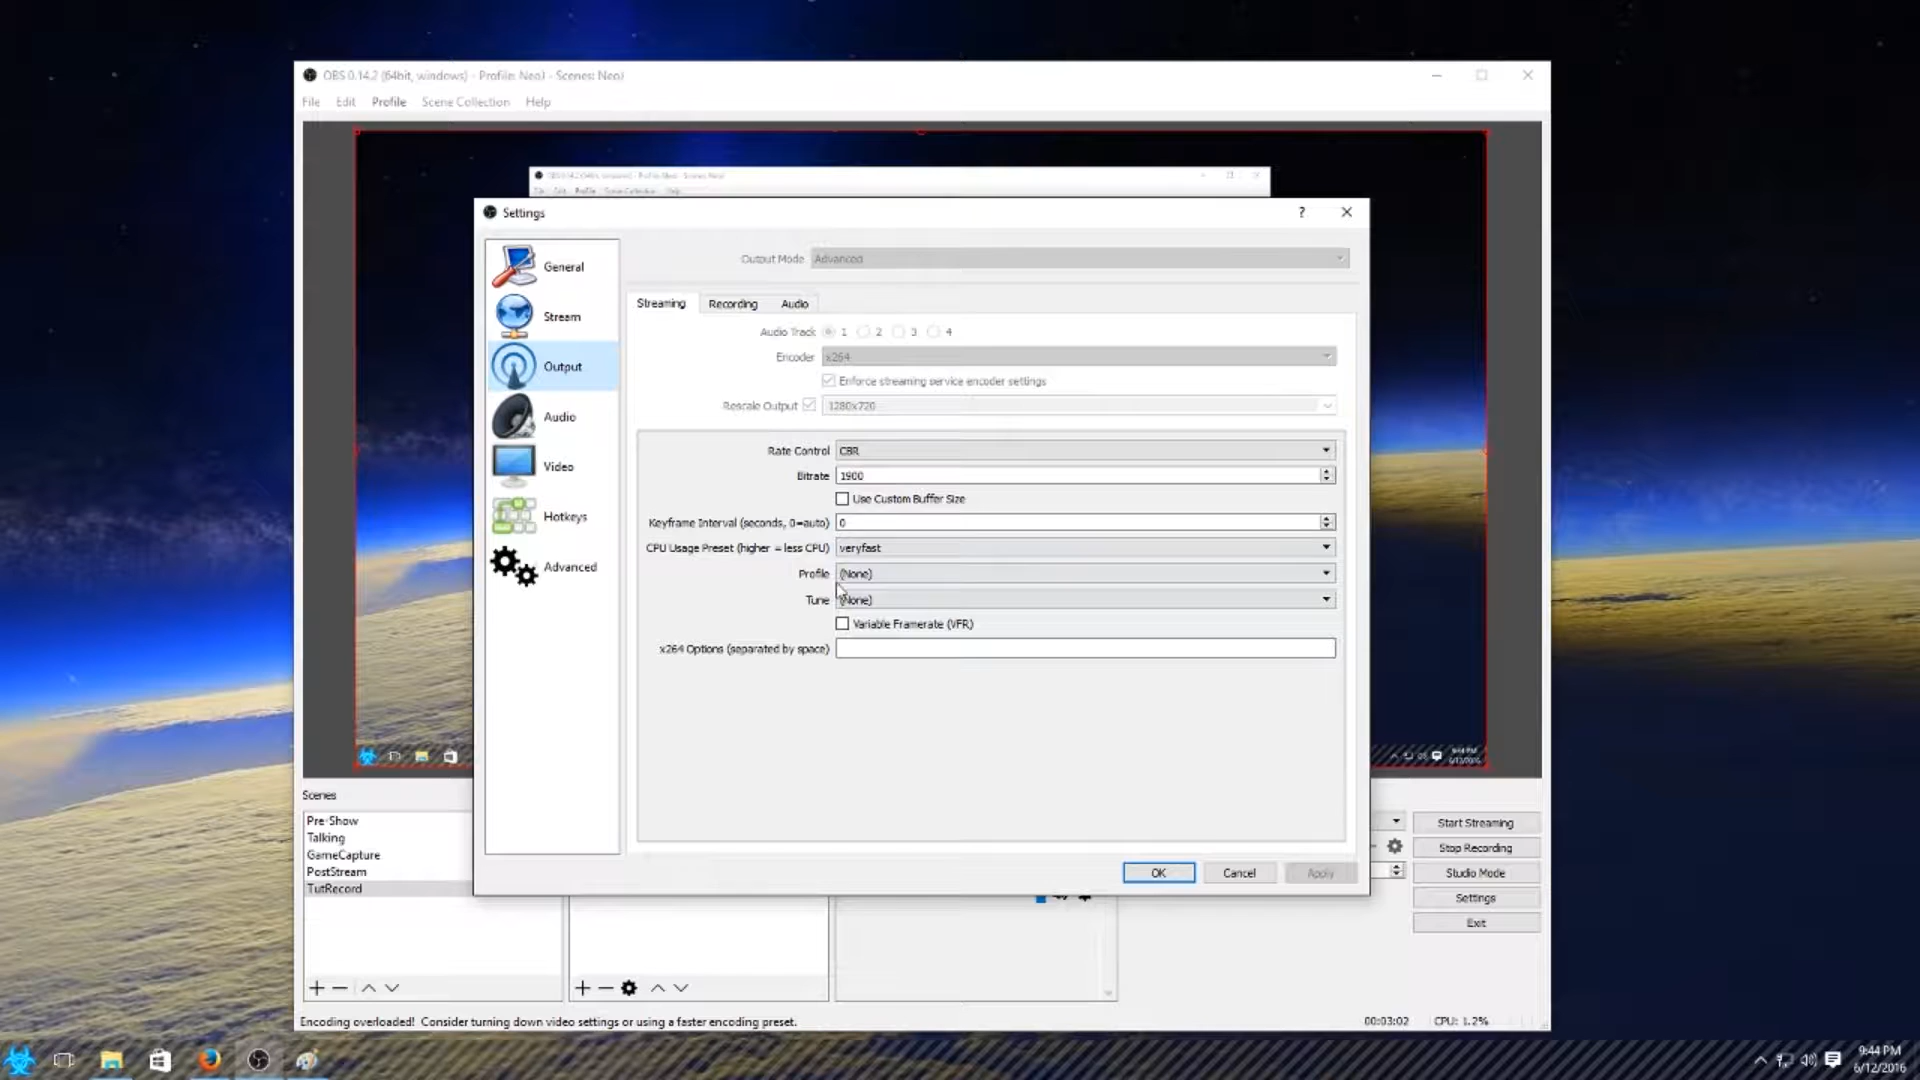 OBS 0.14.2 (64bit, windows) - Profile: NeoJ - Scenes: NeoJ
File Edit Profile Scene Collection Help
Settings
?
General
Stream
Output
Audio
Video
Hotkeys
Advanced
Output Mode Advanced
Streaming Recording Audio
Audio Track 1 2 3 4
Encoder x264
Enforce streaming service encoder settings
Rescale Output 1280x720
Rate Control CBR
Bitrate 1900
Use Custom Buffer Size
Keyframe Interval (seconds, 0=auto) 0
CPU Usage Preset (higher = less CPU) veryfast
Profile (None)
Tune (None)
Variable Framerate (VFR)
x264 Options (separated by space)
OK Cancel Apply
Scenes
Pre-Show
Talking
GameCapture
PostStream
TutRecord
Start Streaming
Stop Recording
Studio Mode
Settings
Exit
Encoding overloaded! Consider turning down video settings or using a faster encoding preset.
00:03:02 CPU: 1.2%
9:44 PM
6/12/2016